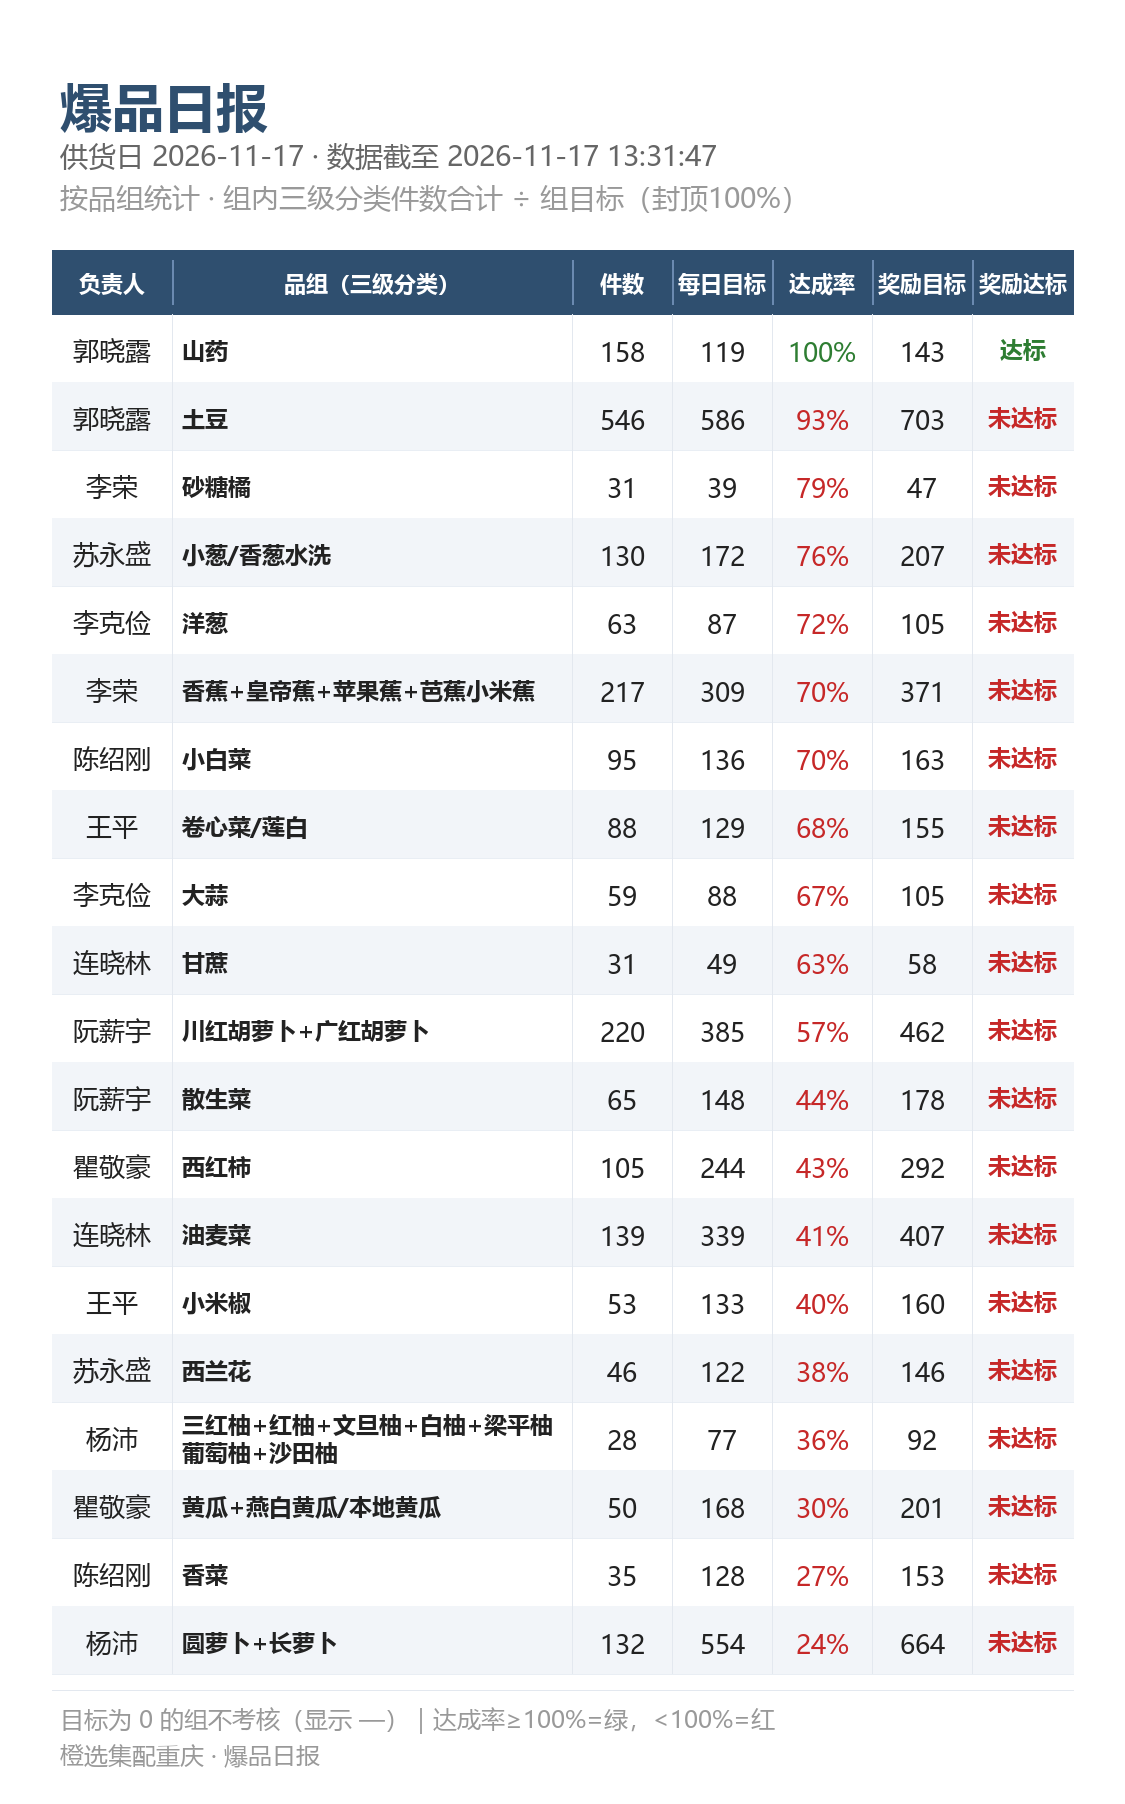 爆品日报
供货日 2026-11-17 · 数据截至 2026-11-17 13:31:47
按品组统计 · 组内三级分类件数合计 ÷ 组目标（封顶100%）
负责人 品组（三级分类） 件数 每日目标 达成率 奖励目标 奖励达标
郭晓露 山药 158 119 100% 143 达标
郭晓露 土豆 546 586 93% 703 未达标
李荣 砂糖橘 31 39 79% 47 未达标
苏永盛 小葱/香葱水洗 130 172 76% 207 未达标
李克俭 洋葱 63 87 72% 105 未达标
李荣 香蕉+皇帝蕉+苹果蕉+芭蕉小米蕉 217 309 70% 371 未达标
陈绍刚 小白菜 95 136 70% 163 未达标
王平 卷心菜/莲白 88 129 68% 155 未达标
李克俭 大蒜 59 88 67% 105 未达标
连晓林 甘蔗 31 49 63% 58 未达标
阮薪宇 川红胡萝卜+广红胡萝卜 220 385 57% 462 未达标
阮薪宇 散生菜 65 148 44% 178 未达标
瞿敬豪 西红柿 105 244 43% 292 未达标
连晓林 油麦菜 139 339 41% 407 未达标
王平 小米椒 53 133 40% 160 未达标
苏永盛 西兰花 46 122 38% 146 未达标
杨沛 三红柚+红柚+文旦柚+白柚+梁平柚 28 77 36% 92 未达标
葡萄柚+沙田柚
瞿敬豪 黄瓜+燕白黄瓜/本地黄瓜 50 168 30% 201 未达标
陈绍刚 香菜 35 128 27% 153 未达标
杨沛 圆萝卜+长萝卜 132 554 24% 664 未达标
目标为 0 的组不考核（显示 —）｜达成率≥100%=绿，<100%=红
橙选集配重庆 · 爆品日报